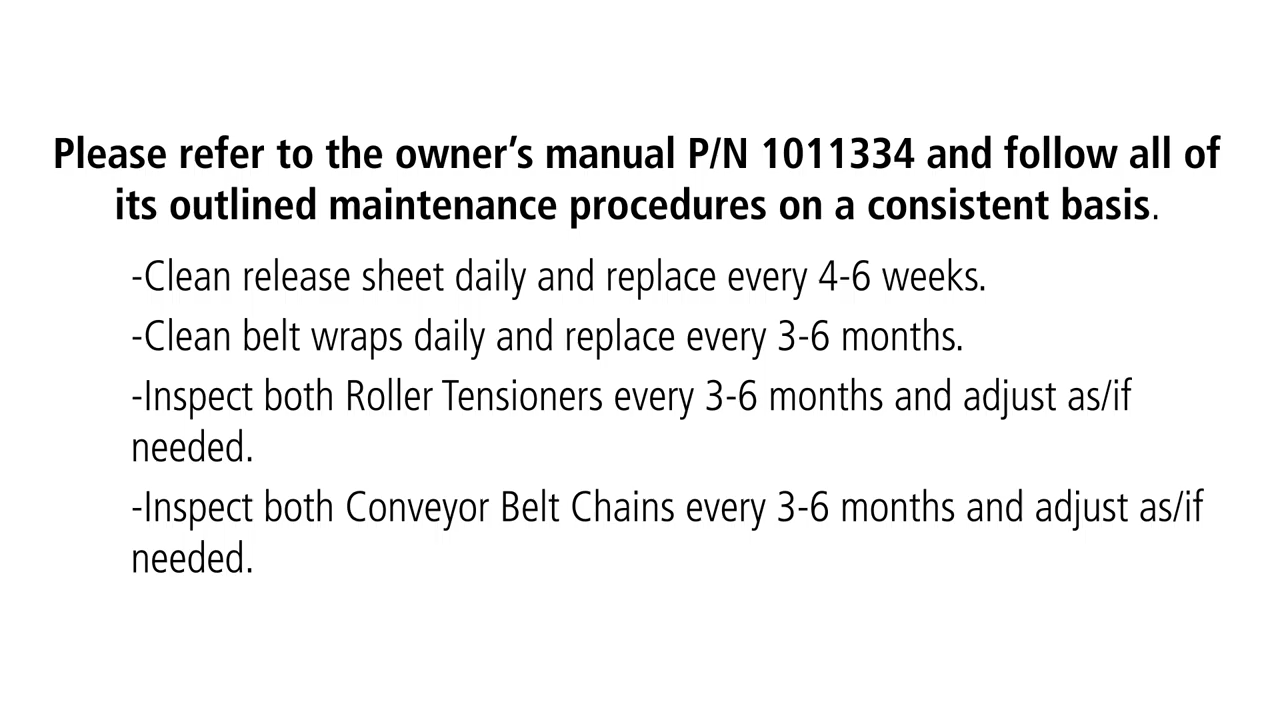 Please refer to the owner’s manual P/N 1011334 and follow all of
its outlined maintenance procedures on a consistent basis.
-Clean release sheet daily and replace every 4-6 weeks.
-Clean belt wraps daily and replace every 3-6 months.
-Inspect both Roller Tensioners every 3-6 months and adjust as/if
needed.
-Inspect both Conveyor Belt Chains every 3-6 months and adjust as/if
needed.